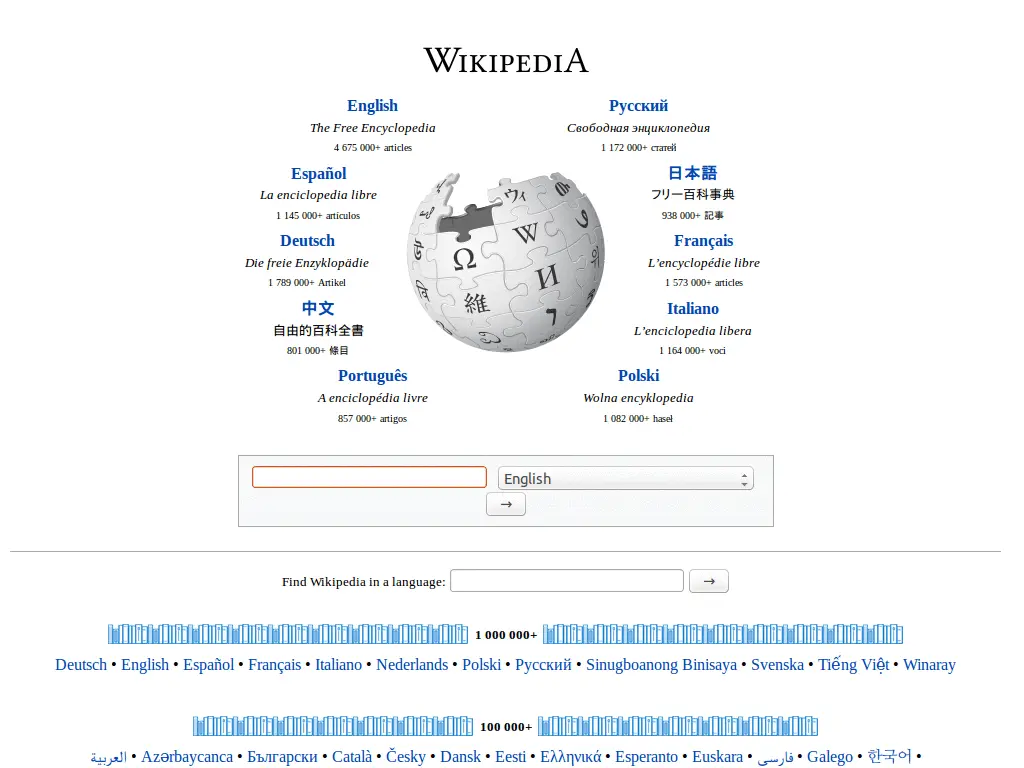 WIKIPEDIA
English
The Free Encyclopedia
4 675 000+ articles
Русский
Свободная энциклопедия
1 172 000+ статей
Español
La enciclopedia libre
1 145 000+ artículos
日本語
フリー百科事典
938 000+ 記事
Deutsch
Die freie Enzyklopädie
1 789 000+ Artikel
Français
L'encyclopédie libre
1 573 000+ articles
中文
自由的百科全書
801 000+ 條目
Italiano
L'enciclopedia libera
1 164 000+ voci
Português
A enciclopédia livre
857 000+ artigos
Polski
Wolna encyklopedia
1 082 000+ haseł
Ω W И 維 ウィ
English
→
Find Wikipedia in a language: →
1 000 000+
Deutsch • English • Español • Français • Italiano • Nederlands • Polski • Русский • Sinugboanong Binisaya • Svenska • Tiếng Việt • Winaray
100 000+
العربية • Azərbaycanca • Български • Català • Česky • Dansk • Eesti • Ελληνικά • Esperanto • Euskara • فارسی • Galego • 한국어 •